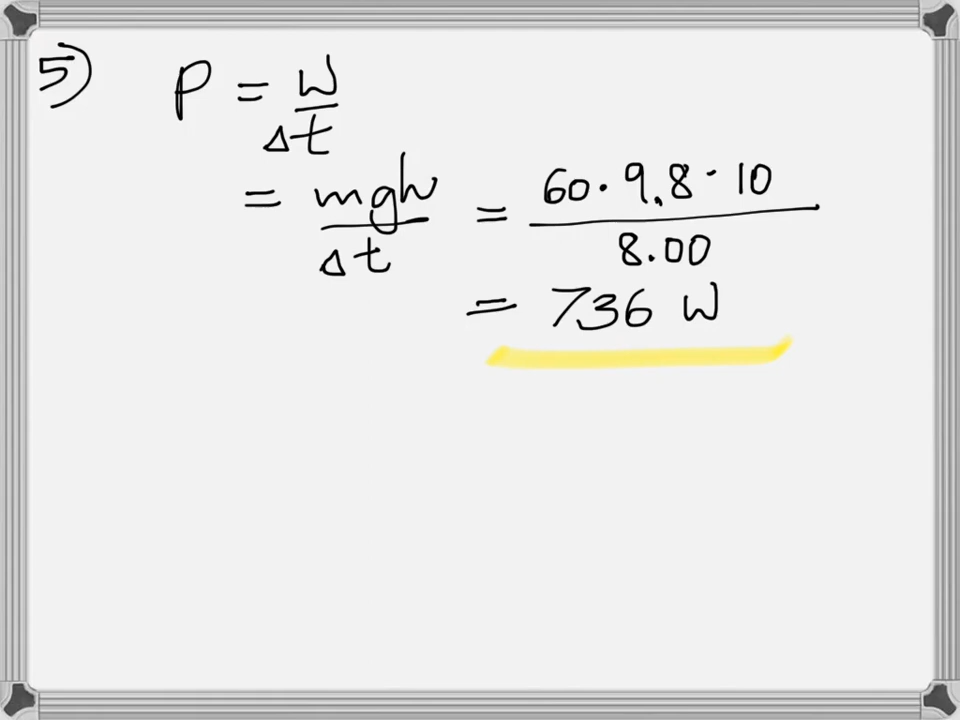 5) P = W
Δt
= mgh = 60·9.8·10
Δt 8.00
= 736 W